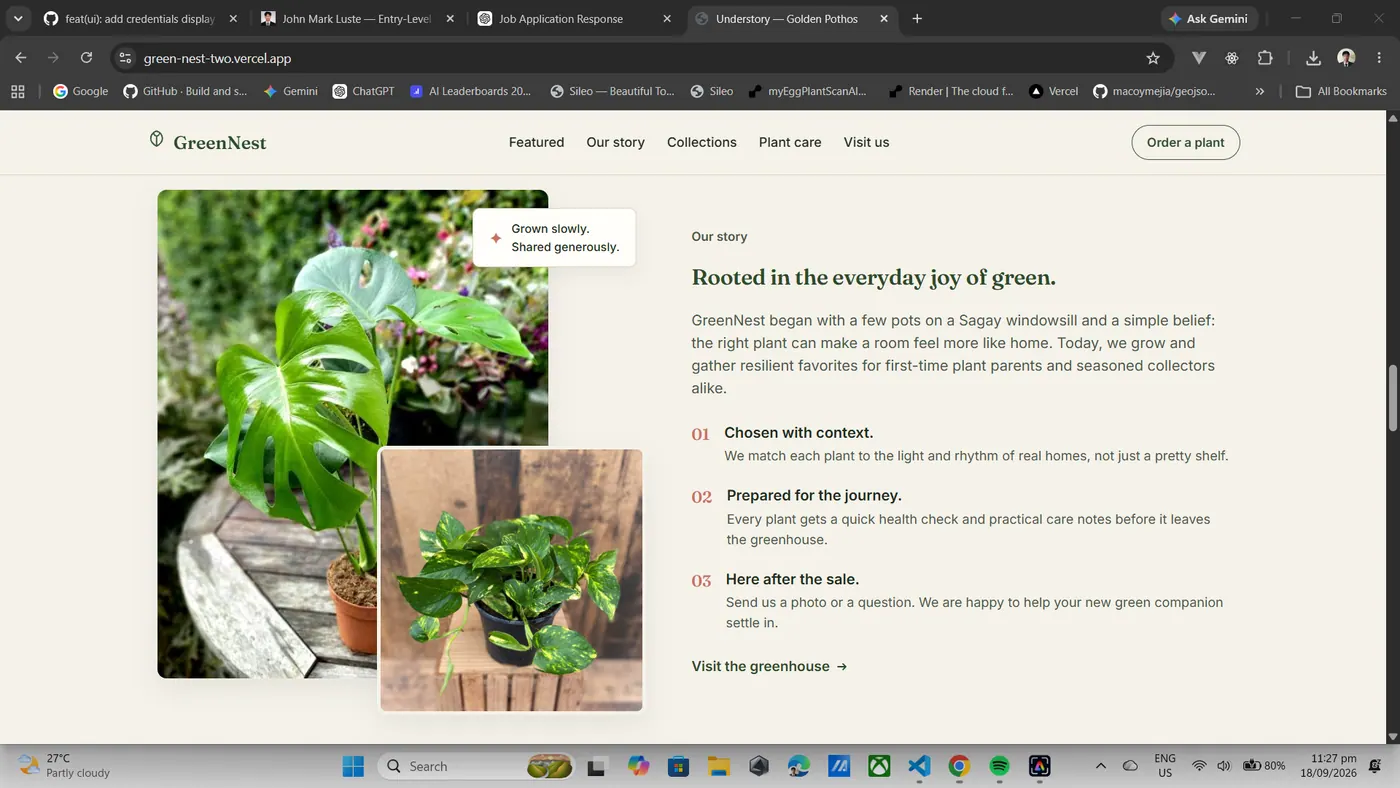 feat(ui): add credentials display
John Mark Luste — Entry-Level
Job Application Response
Understory — Golden Pothos
Ask Gemini
green-nest-two.vercel.app
Google
GitHub · Build and s...
Gemini
ChatGPT
AI Leaderboards 20...
Sileo — Beautiful To...
Sileo
myEggPlantScanAI...
Render | The cloud f...
Vercel
macoymejia/geojso...
All Bookmarks
GreenNest
Featured
Our story
Collections
Plant care
Visit us
Order a plant
Grown slowly.
Shared generously.
Our story
Rooted in the everyday joy of green.
GreenNest began with a few pots on a Sagay windowsill and a simple belief:
the right plant can make a room feel more like home. Today, we grow and
gather resilient favorites for first-time plant parents and seasoned collectors
alike.
01 Chosen with context.
We match each plant to the light and rhythm of real homes, not just a pretty shelf.
02 Prepared for the journey.
Every plant gets a quick health check and practical care notes before it leaves
the greenhouse.
03 Here after the sale.
Send us a photo or a question. We are happy to help your new green companion
settle in.
Visit the greenhouse →
27°C
Partly cloudy
Search
ENG
US
80%
11:27 pm
18/09/2026